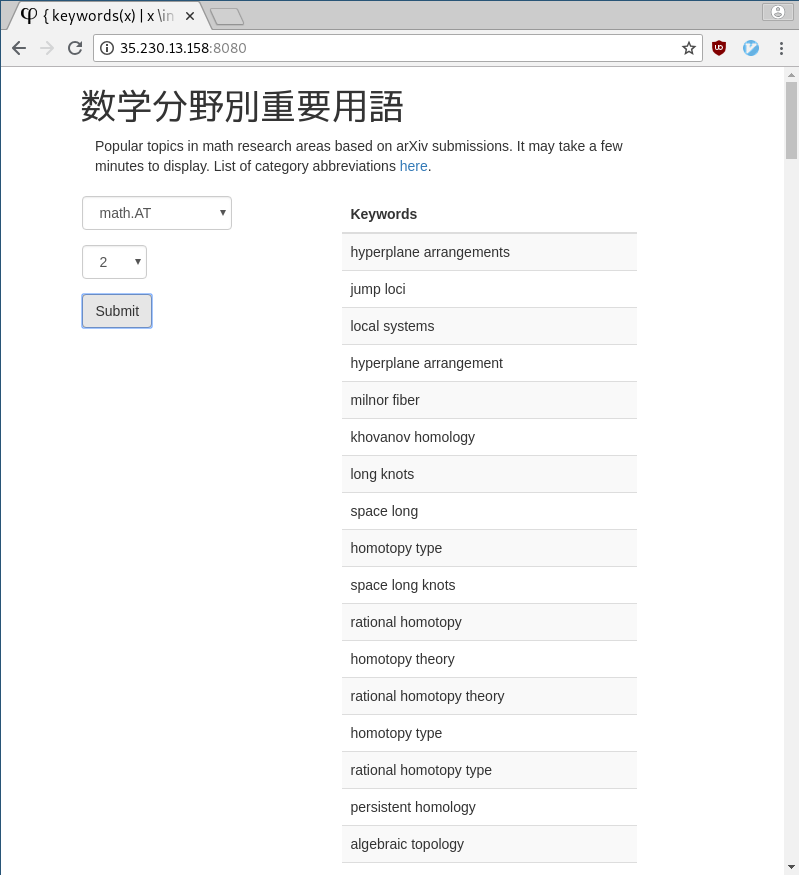 { keywords(x) | x \in
35.230.13.158:8080
数学分野別重要用語
Popular topics in math research areas based on arXiv submissions. It may take a few
minutes to display. List of category abbreviations here.
math.AT
2
Submit
Keywords
hyperplane arrangements
jump loci
local systems
hyperplane arrangement
milnor fiber
khovanov homology
long knots
space long
homotopy type
space long knots
rational homotopy
homotopy theory
rational homotopy theory
homotopy type
rational homotopy type
persistent homology
algebraic topology